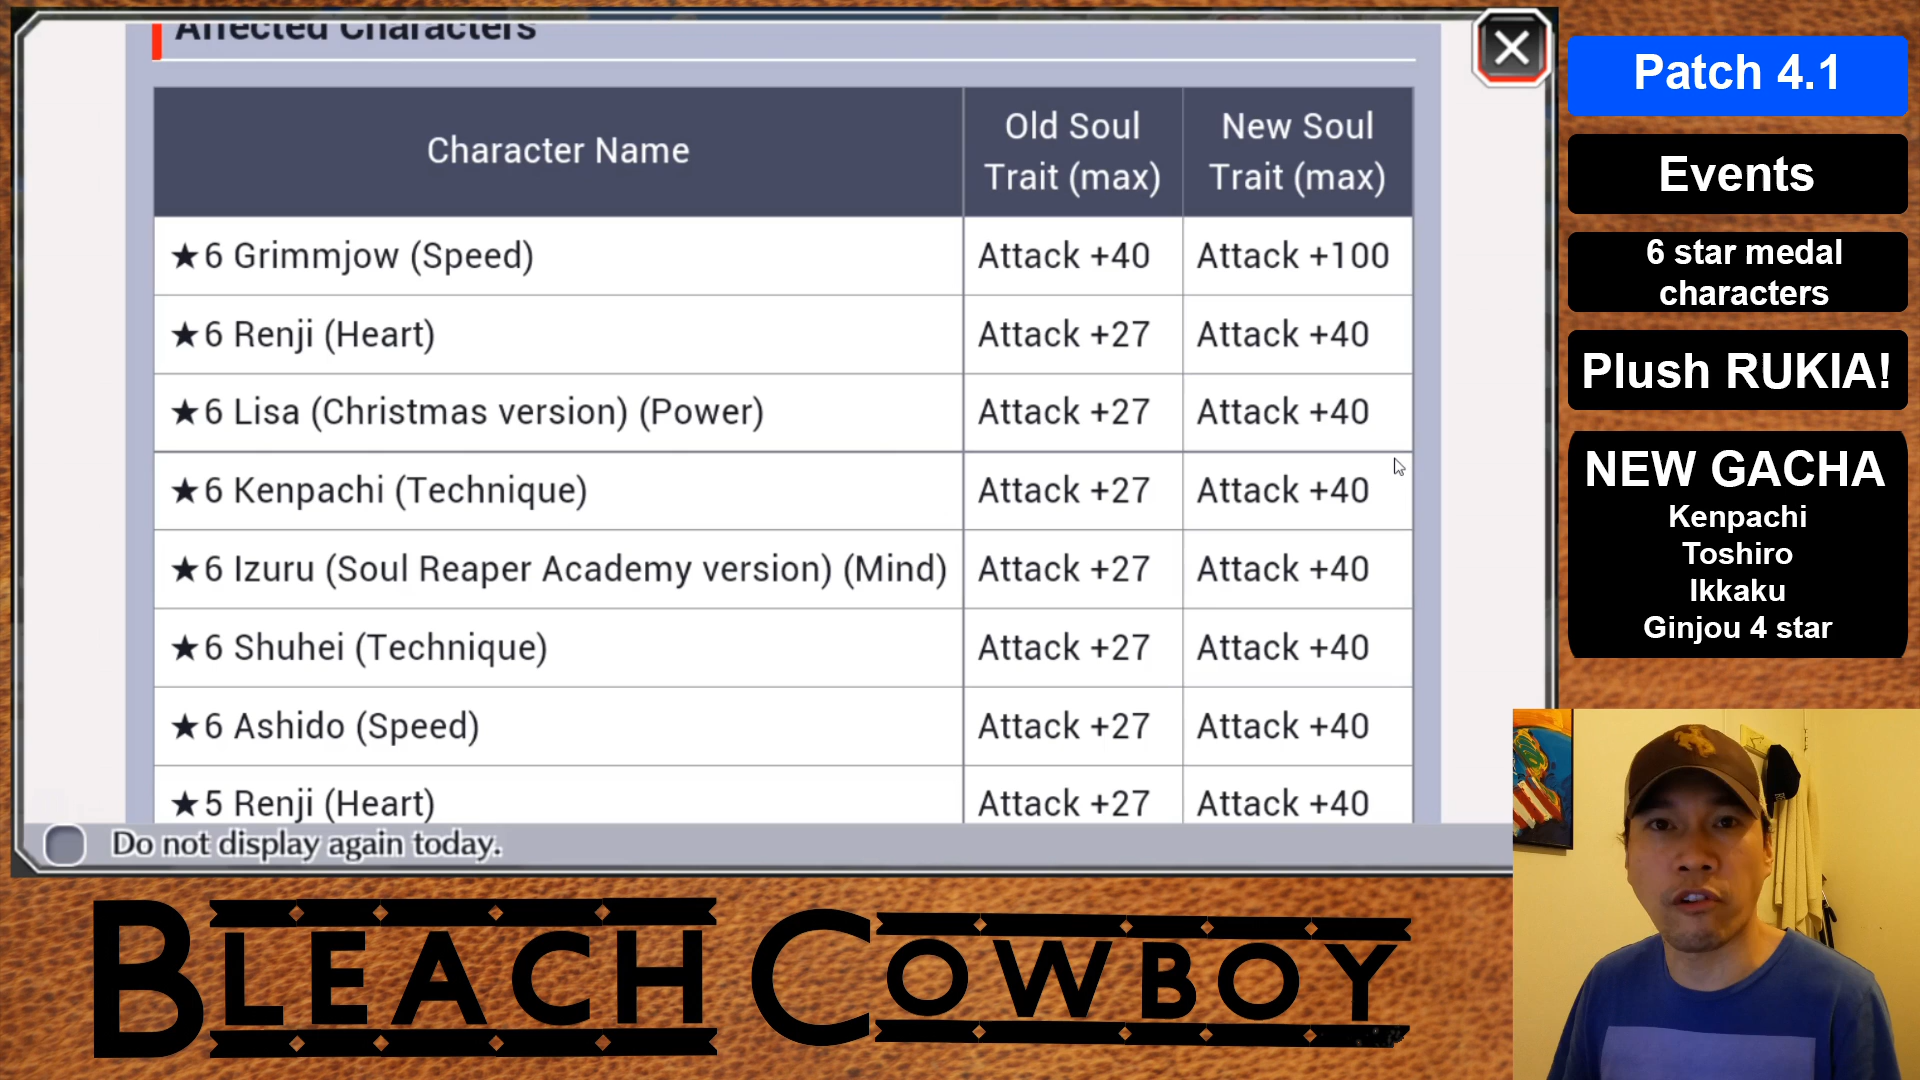 Affected Characters
Character Name
Old Soul
Trait (max)
New Soul
Trait (max)
★6 Grimmjow (Speed)
Attack +40
Attack +100
★6 Renji (Heart)
Attack +27
Attack +40
★6 Lisa (Christmas version) (Power)
Attack +27
Attack +40
★6 Kenpachi (Technique)
Attack +27
Attack +40
★6 Izuru (Soul Reaper Academy version) (Mind)
Attack +27
Attack +40
★6 Shuhei (Technique)
Attack +27
Attack +40
★6 Ashido (Speed)
Attack +27
Attack +40
★5 Renji (Heart)
Attack +27
Attack +40
Do not display again today.
Patch 4.1
Events
6 star medal
characters
Plush RUKIA!
NEW GACHA
Kenpachi
Toshiro
Ikkaku
Ginjou 4 star
BLEACH COWBOY